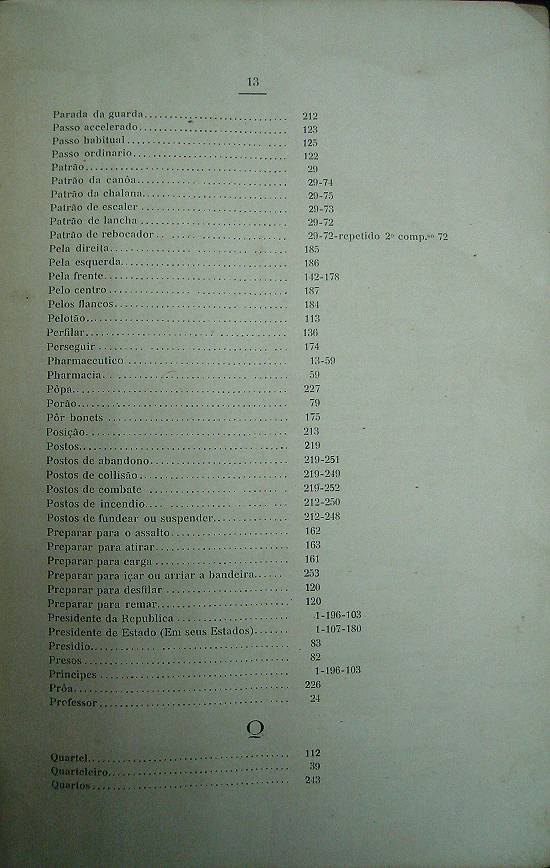 13
Parada da guarda 212
Passo accelerado 123
Passo habitual 125
Passo ordinario 122
Patrão 29
Patrão da canôa 29-74
Patrão da chalana 29-75
Patrão de escaler 29-73
Patrão de lancha 29-72
Patrão de rebocador 29-72-repetido 2º comp.ᵃᵒ 72
Pela direita 185
Pela esquerda 186
Pela frente 142-178
Pelo centro 187
Pelos flancos 184
Pelotão 113
Perfilar 136
Perseguir 174
Pharmaceutico 13-59
Pharmacia 59
Pôpa 227
Porão 79
Pôr bonets 175
Posição 213
Postos 219
Postos de abandono 219-251
Postos de collisão 219-249
Postos de combate 219-252
Postos de incendio 212-250
Postos de fundear ou suspender 212-248
Preparar para o assalto 162
Preparar para atirar 163
Preparar para carga 161
Preparar para içar ou arriar a bandeira 253
Preparar para desfilar 120
Preparar para remar 120
Presidente da Republica 1-196-103
Presidente de Estado (Em seus Estados) 1-107-180
Presidio 83
Presos 82
Principes 1-196-103
Prôa 226
Professor 24
Q
Quartel 112
Quarteleiro 39
Quartos 243